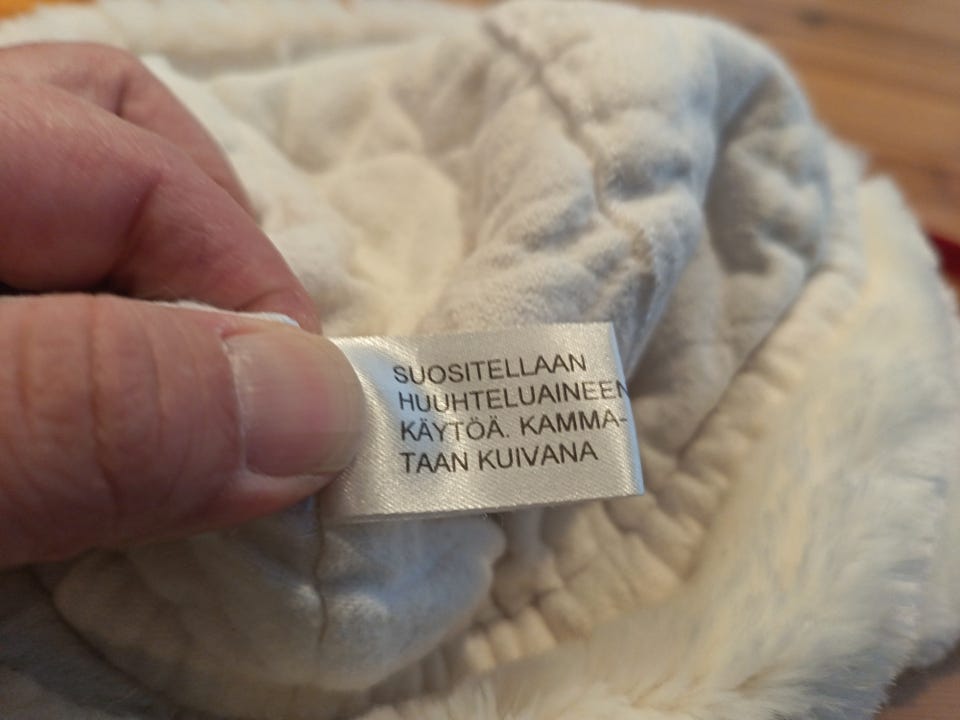 SUOSITELLAAN
HUUHTELUAINEEN
KÄYTÖÄ. KAMMA-
TAAN KUIVANA